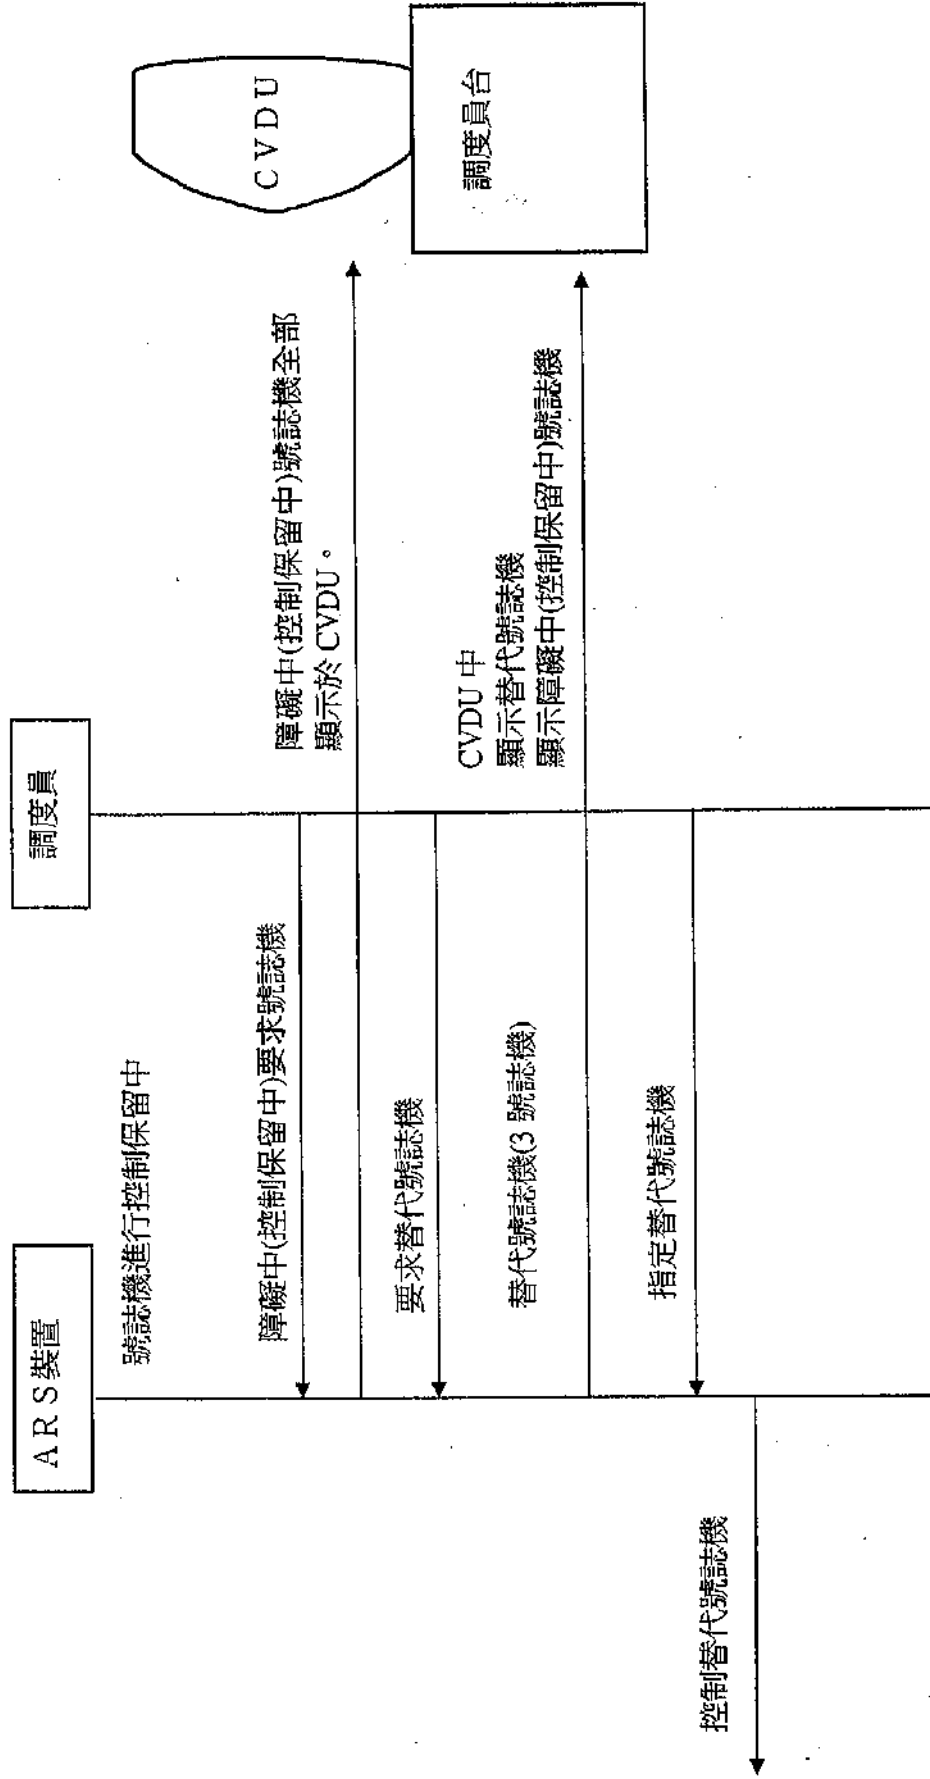 ARS裝置
調度員
CVDU
調度員台
號誌機進行控制保留中
障礙中(控制保留中)要求號誌機
障礙中(控制保留中)號誌機全部
顯示於 CVDU。
要求替代號誌機
替代號誌機(3 號誌機)
CVDU 中
顯示替代號誌機
顯示障礙中(控制保留中)號誌機
指定替代號誌機
控制替代號誌機